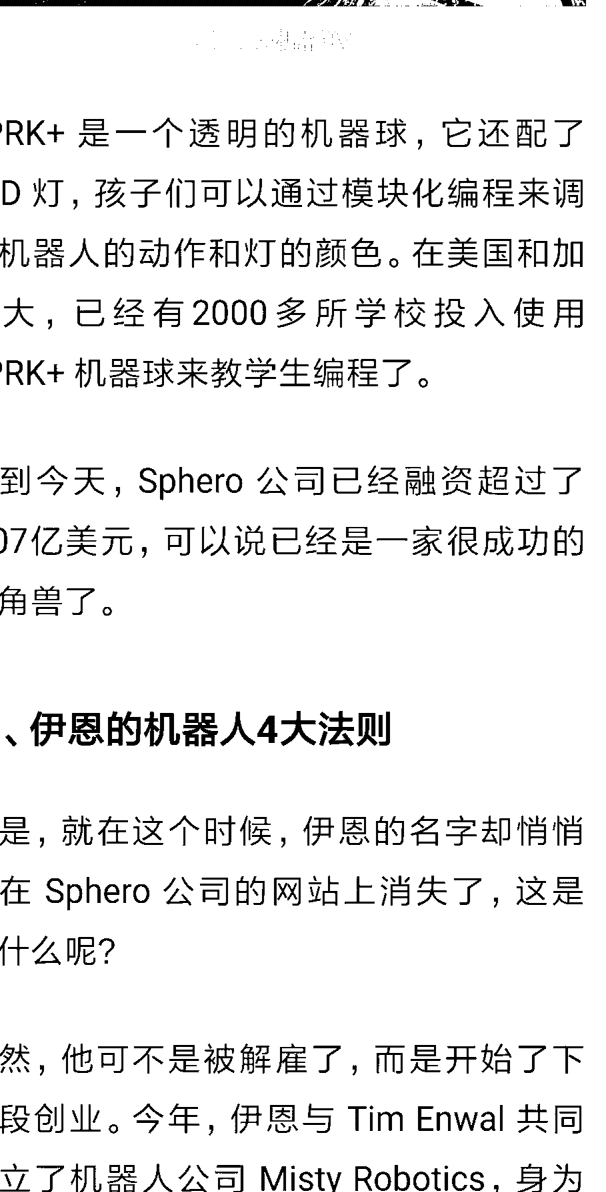 PRK+ 是一个透明的机器球，它还配了
D 灯，孩子们可以通过模块化编程来调
机器人的动作和灯的颜色。在美国和加
大，已经有2000多所学校投入使用
PRK+ 机器球来教学生编程了。
到今天，Sphero 公司已经融资超过了
07亿美元，可以说已经是一家很成功的
角兽了。
、伊恩的机器人4大法则
是，就在这个时候，伊恩的名字却悄悄
在 Sphero 公司的网站上消失了，这是
什么呢?
然，他可不是被解雇了，而是开始了下
段创业。今年，伊恩与 Tim Enwal 共同
立了机器人公司 Misty Robotics，身为